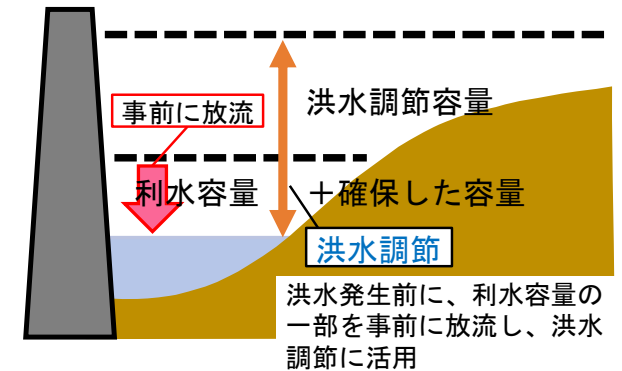 洪水調節容量
事前に放流
利水容量
＋確保した容量
洪水調節
洪水発生前に、利水容量の
一部を事前に放流し、洪水
調節に活用